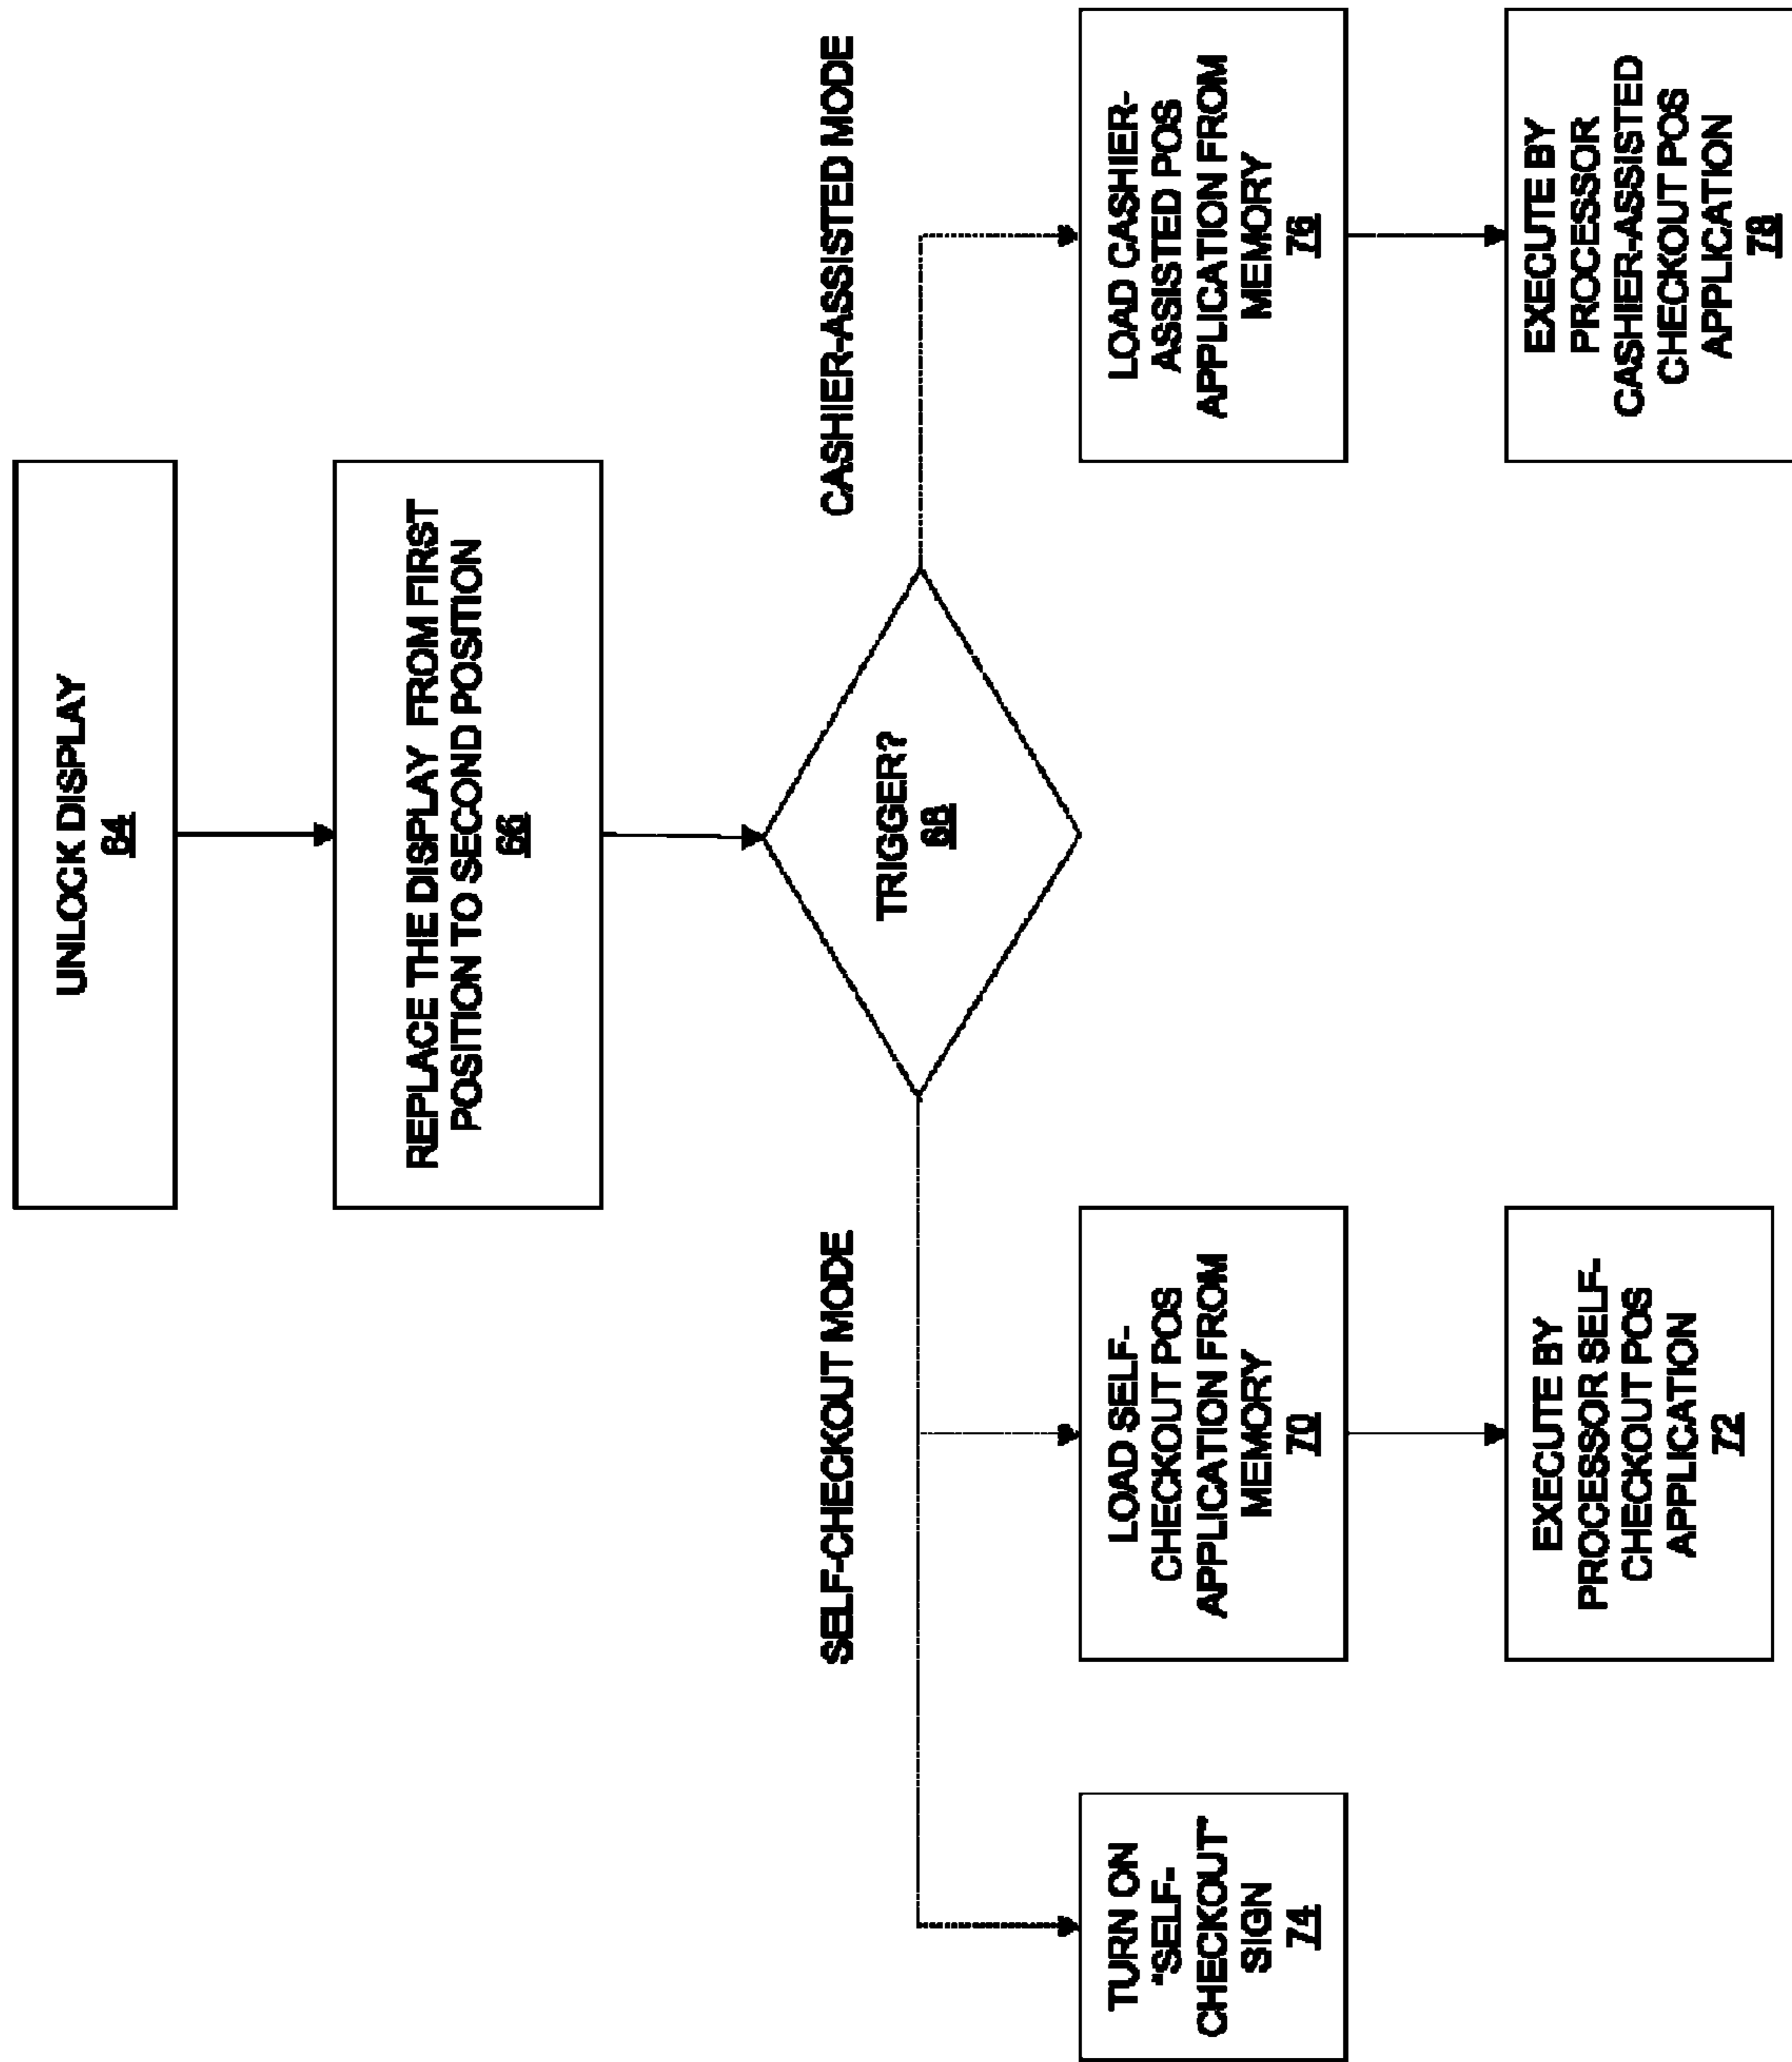 UNLOCK DISPLAY
64
REPLACE THE DISPLAY FROM FIRST
POSITION TO SECOND POSITION
66
TRIGGER?
68
SELF-CHECKOUT MODE
CASHIER-ASSISTED MODE
TURN ON
"SELF-
CHECKOUT"
SIGN
74
LOAD SELF-
CHECKOUT POS
APPLICATION FROM
MEMORY
70
LOAD CASHIER-
ASSISTED POS
APPLICATION FROM
MEMORY
76
EXECUTE BY
PROCESSOR SELF-
CHECKOUT POS
APPLICATION
72
EXECUTE BY
PROCESSOR
CASHIER-ASSISTED
CHECKOUT POS
APPLICATION
78